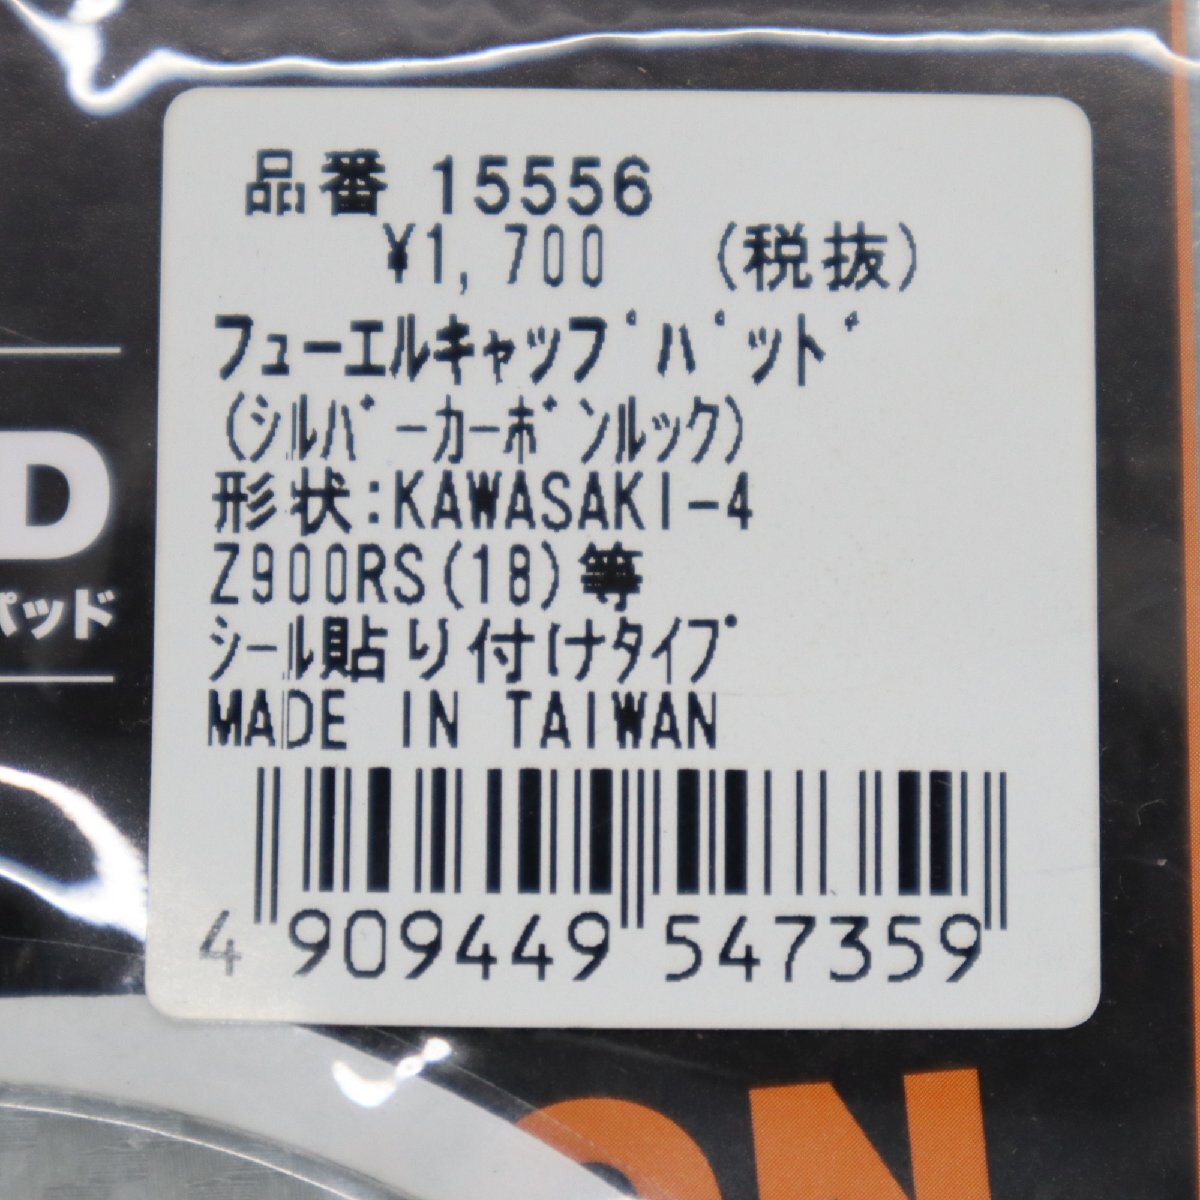 品番 15556
¥1,700 (税抜)
フューエルキャップパッド
(シルバーカーボンルック)
形状:KAWASAKI-4
Z900RS(18)等
シール貼り付けタイプ
MADE IN TAIWAN
4 909449 547359
D
パッド
ON